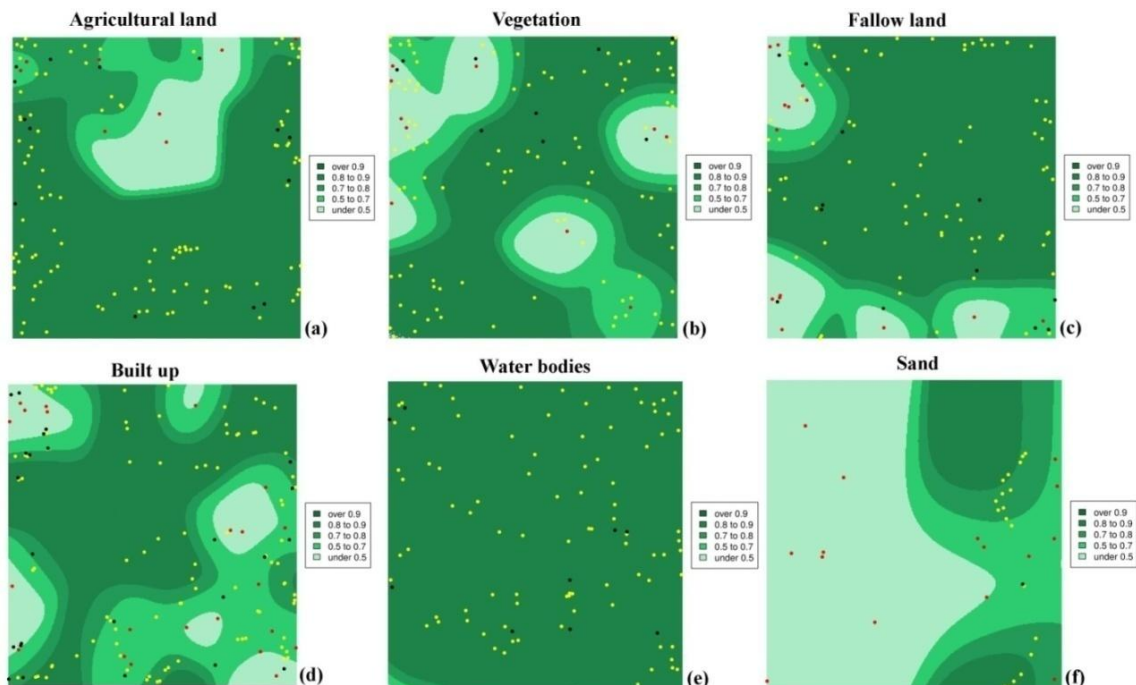 Agricultural land
over 0.9
0.8 to 0.9
0.7 to 0.8
0.5 to 0.7
under 0.5
(a)
Vegetation
over 0.9
0.8 to 0.9
0.7 to 0.8
0.5 to 0.7
under 0.5
(b)
Fallow land
over 0.9
0.8 to 0.9
0.7 to 0.8
0.5 to 0.7
under 0.5
(c)
Built up
over 0.9
0.8 to 0.9
0.7 to 0.8
0.5 to 0.7
under 0.5
(d)
Water bodies
over 0.9
0.8 to 0.9
0.7 to 0.8
0.5 to 0.7
under 0.5
(e)
Sand
over 0.9
0.8 to 0.9
0.7 to 0.8
0.5 to 0.7
under 0.5
(f)